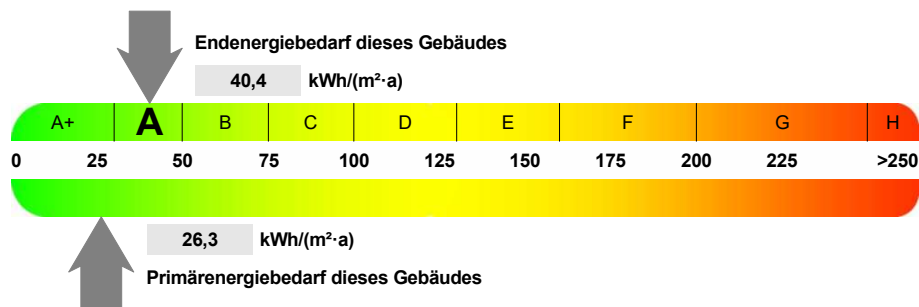 Endenergiebedarf dieses Gebäudes
40,4 kWh/(m²·a)
A+ A B C D E F G H
0 25 50 75 100 125 150 175 200 225 >250
26,3 kWh/(m²·a)
Primärenergiebedarf dieses Gebäudes